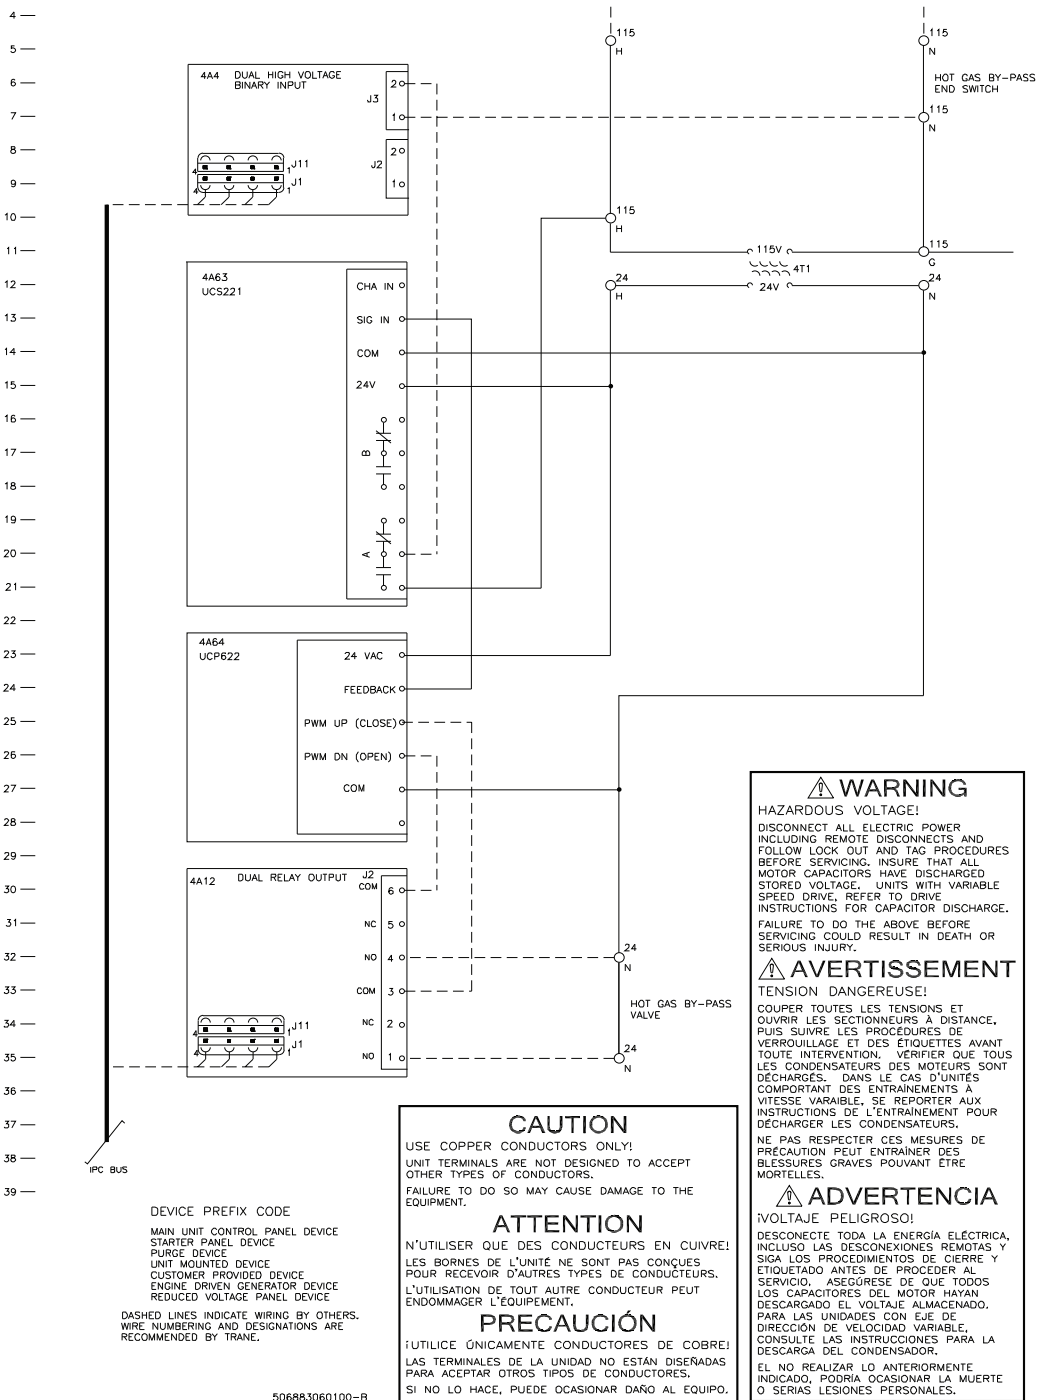 4
5
6
7
8
9
10
11
12
13
14
15
16
17
18
19
20
21
22
23
24
25
26
27
28
29
30
31
32
33
34
35
36
37
38
39
115
H
115
N
HOT GAS BY-PASS
END SWITCH
115
N
4A4
DUAL HIGH VOLTAGE
BINARY INPUT
J3
2
1
J2
2
1
J11
4
1
J1
4
1
115
H
115V
4T1
24V
115
G
24
H
24
N
4A63
UCS221
CHA IN
SIG IN
COM
24V
B
A
4A64
UCP622
24 VAC
FEEDBACK
PWM UP (CLOSE)
PWM DN (OPEN)
COM
4A12
DUAL RELAY OUTPUT
J2
COM
6
NC
5
NO
4
COM
3
NC
2
NO
1
J11
4
1
J1
4
1
24
N
HOT GAS BY-PASS
VALVE
24
N
IPC BUS
DEVICE PREFIX CODE
MAIN UNIT CONTROL PANEL DEVICE
STARTER PANEL DEVICE
PURGE DEVICE
UNIT MOUNTED DEVICE
CUSTOMER PROVIDED DEVICE
ENGINE DRIVEN GENERATOR DEVICE
REDUCED VOLTAGE PANEL DEVICE
DASHED LINES INDICATE WIRING BY OTHERS.
WIRE NUMBERING AND DESIGNATIONS ARE
RECOMMENDED BY TRANE.
506883060100-B
CAUTION
USE COPPER CONDUCTORS ONLY!
UNIT TERMINALS ARE NOT DESIGNED TO ACCEPT
OTHER TYPES OF CONDUCTORS.
FAILURE TO DO SO MAY CAUSE DAMAGE TO THE
EQUIPMENT.
ATTENTION
N'UTILISER QUE DES CONDUCTEURS EN CUIVRE!
LES BORNES DE L'UNITÉ NE SONT PAS CONÇUES
POUR RECEVOIR D'AUTRES TYPES DE CONDUCTEURS.
L'UTILISATION DE TOUT AUTRE CONDUCTEUR PEUT
ENDOMMAGER L'ÉQUIPEMENT.
PRECAUCIÓN
¡UTILICE ÚNICAMENTE CONDUCTORES DE COBRE!
LAS TERMINALES DE LA UNIDAD NO ESTÁN DISEÑADAS
PARA ACEPTAR OTROS TIPOS DE CONDUCTORES.
SI NO LO HACE, PUEDE OCASIONAR DAÑO AL EQUIPO.
WARNING
HAZARDOUS VOLTAGE!
DISCONNECT ALL ELECTRIC POWER
INCLUDING REMOTE DISCONNECTS AND
FOLLOW LOCK OUT AND TAG PROCEDURES
BEFORE SERVICING. INSURE THAT ALL
MOTOR CAPACITORS HAVE DISCHARGED
STORED VOLTAGE. UNITS WITH VARIABLE
SPEED DRIVE, REFER TO DRIVE
INSTRUCTIONS FOR CAPACITOR DISCHARGE.
FAILURE TO DO THE ABOVE BEFORE
SERVICING COULD RESULT IN DEATH OR
SERIOUS INJURY.
AVERTISSEMENT
TENSION DANGEREUSE!
COUPER TOUTES LES TENSIONS ET
OUVRIR LES SECTIONNEURS À DISTANCE,
PUIS SUIVRE LES PROCÉDURES DE
VERROUILLAGE ET DES ÉTIQUETTES AVANT
TOUTE INTERVENTION. VÉRIFIER QUE TOUS
LES CONDENSATEURS DES MOTEURS SONT
DÉCHARGÉS. DANS LE CAS D'UNITÉS
COMPORTANT DES ENTRAÎNEMENTS À
VITESSE VARAIBLE, SE REPORTER AUX
INSTRUCTIONS DE L'ENTRAÎNEMENT POUR
DÉCHARGER LES CONDENSATEURS.
NE PAS RESPECTER CES MESURES DE
PRÉCAUTION PEUT ENTRAÎNER DES
BLESSURES GRAVES POUVANT ÊTRE
MORTELLES.
ADVERTENCIA
¡VOLTAJE PELIGROSO!
DESCONECTE TODA LA ENERGÍA ELÉCTRICA,
INCLUSO LAS DESCONEXIONES REMOTAS Y
SIGA LOS PROCEDIMIENTOS DE CIERRE Y
ETIQUETADO ANTES DE PROCEDER AL
SERVICIO. ASEGÚRESE DE QUE TODOS
LOS CAPACITORES DEL MOTOR HAYAN
DESCARGADO EL VOLTAJE ALMACENADO.
PARA LAS UNIDADES CON EJE DE
DIRECCIÓN DE VELOCIDAD VARIABLE,
CONSULTE LAS INSTRUCCIONES PARA LA
DESCARGA DEL CONDENSADOR.
EL NO REALIZAR LO ANTERIORMENTE
INDICADO, PODRÍA OCASIONAR LA MUERTE
O SERIAS LESIONES PERSONALES.